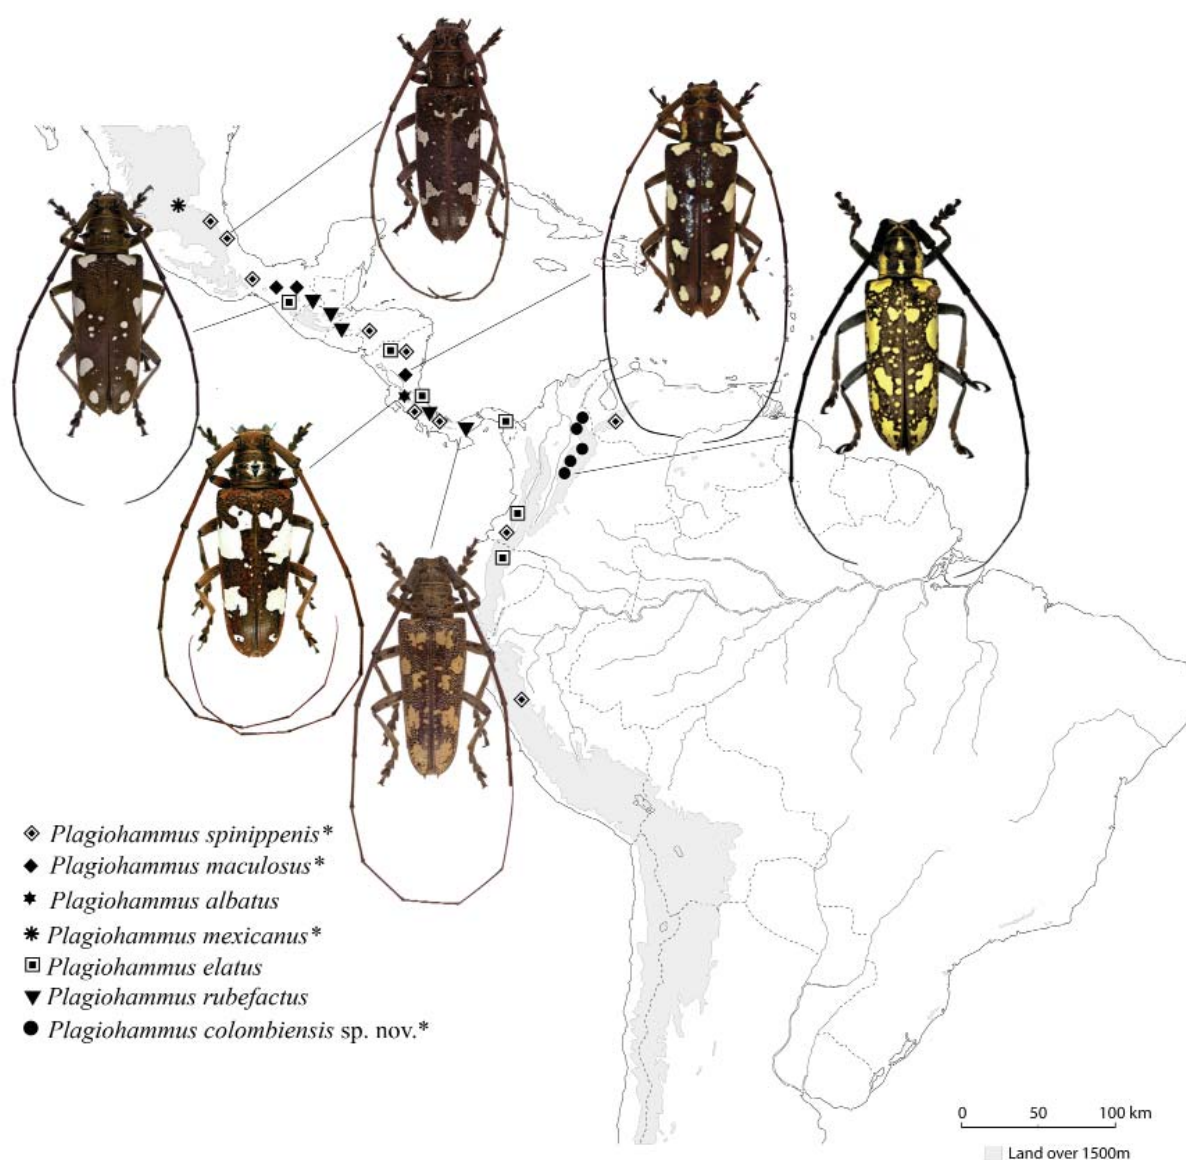 Plagiohammus spinippenis*
Plagiohammus maculosus*
Plagiohammus albatus
Plagiohammus mexicanus*
Plagiohammus elatus
Plagiohammus rubefactus
Plagiohammus colombiensis sp. nov.*
0 50 100 km
Land over 1500m